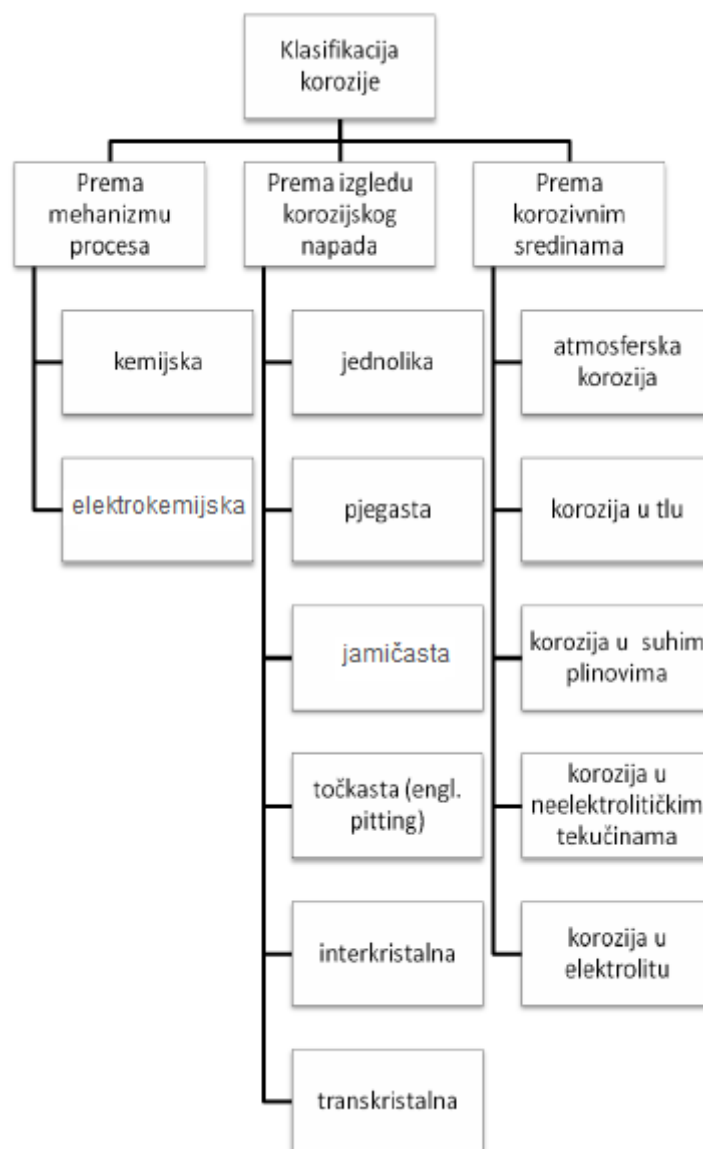 Klasifikacija
korozije
Prema
mehanizmu
procesa
kemijska
elektrokemijska
Prema izgledu
korozijskog
napada
jednolika
pjegasta
jamičasta
točkasta (engl.
pitting)
interkristalna
transkristalna
Prema
korozivnim
sredinama
atmosferska
korozija
korozija u tlu
korozija u suhim
plinovima
korozija u
neelektrolitičkim
tekučinama
korozija u
elektrolitu